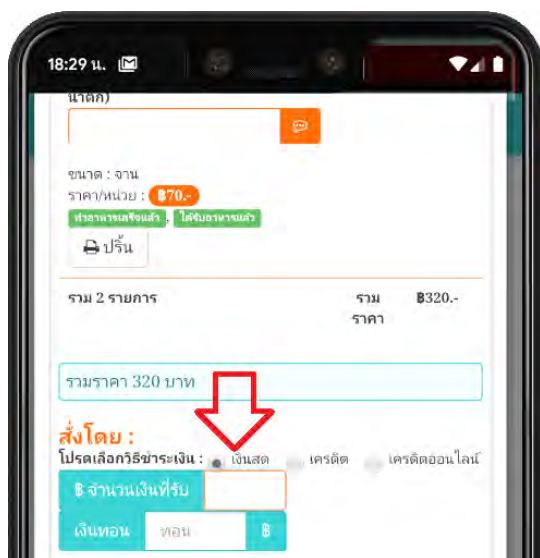 18:29 น.
น้ำตก)
ขนาด : จาน
ราคา/หน่วย : ฿70.-
ทำอาหารเสร็จแล้ว , ได้รับอาหารแล้ว
ปริ้น
รวม 2 รายการ รวม ฿320.-
ราคา
รวมราคา 320 บาท
สั่งโดย :
โปรดเลือกวิธีชำระเงิน : เงินสด เครดิต เครดิตออนไลน์
฿ จำนวนเงินที่รับ
เงินทอน ทอน ฿